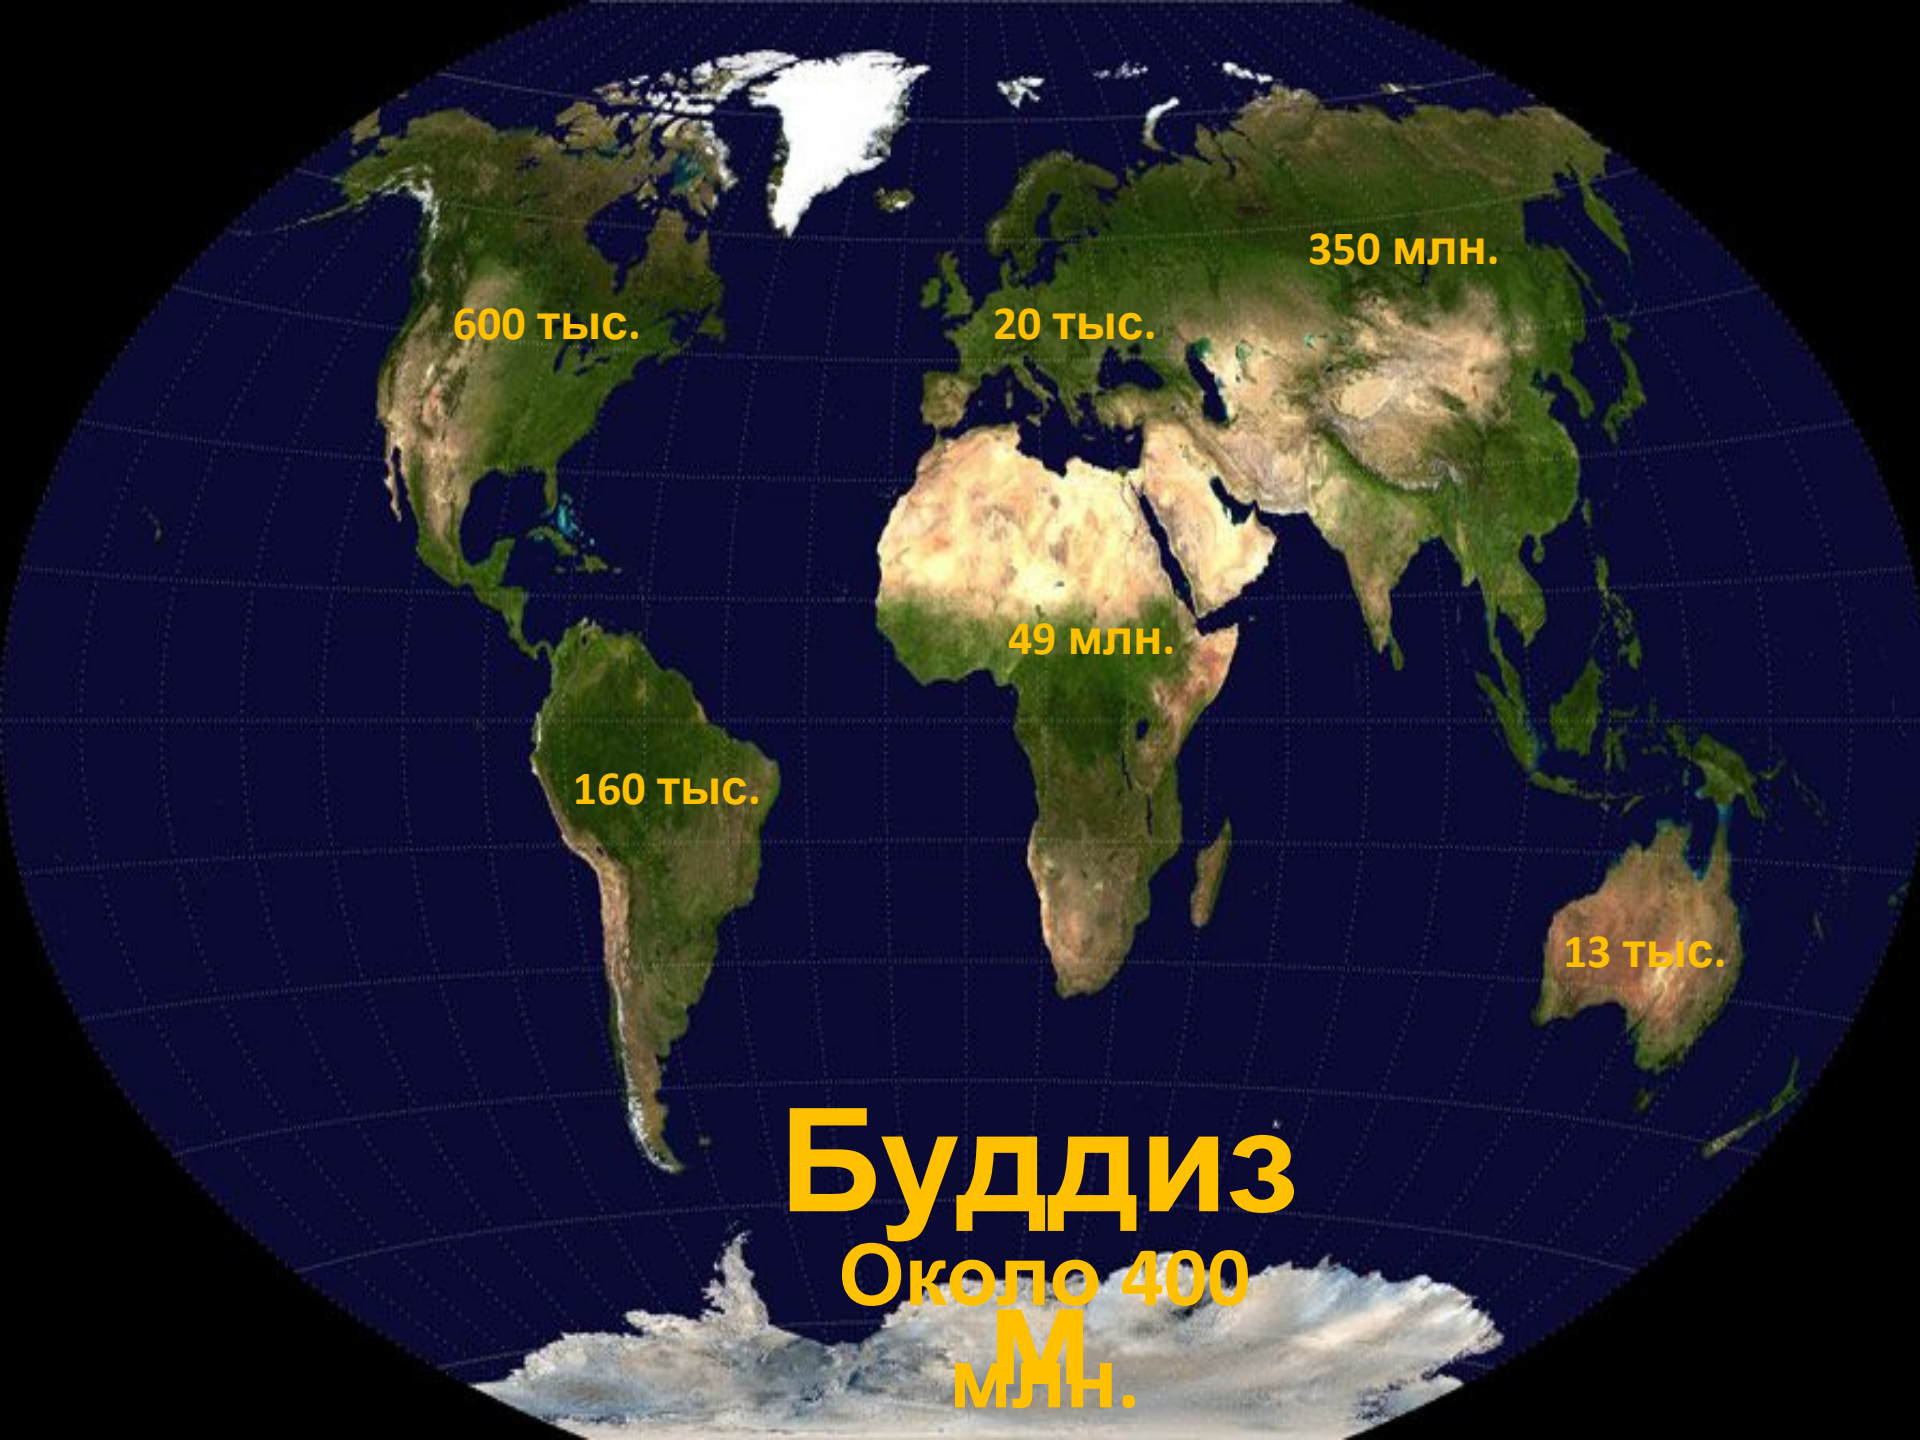 350 млн.
600 тыс.
20 тыс.
49 млн.
160 тыс.
13 тыс.
Буддиз
м
Около 400
млн.